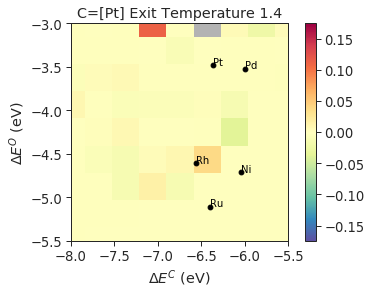 C=[Pt] Exit Temperature 1.4
−3.0
−3.5
−4.0
−4.5
−5.0
−5.5
ΔE^O (eV)
Pt
Pd
Rh
Ni
Ru
−8.0 −7.5 −7.0 −6.5 −6.0 −5.5
ΔE^C (eV)
0.15
0.10
0.05
0.00
−0.05
−0.10
−0.15